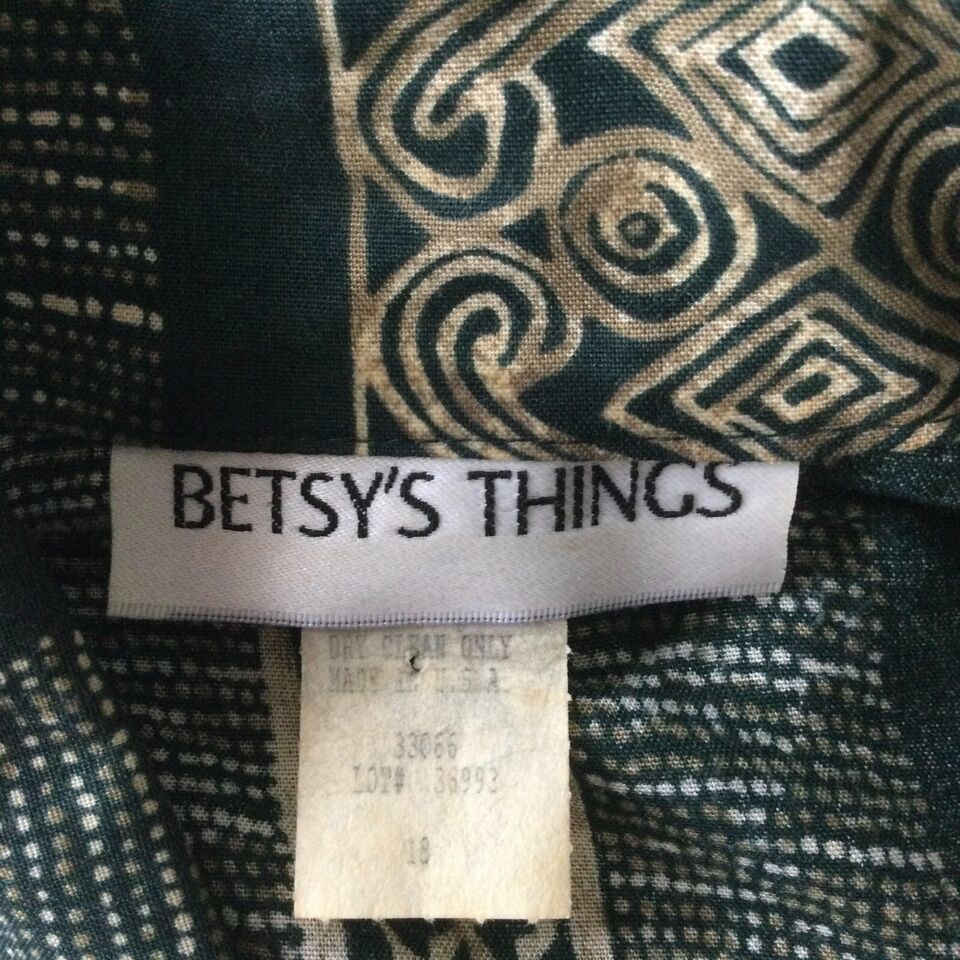 BETSY'S THINGS
DRY CLEAN ONLY
MADE IN U.S.A.
33066
LOT# 36993
18